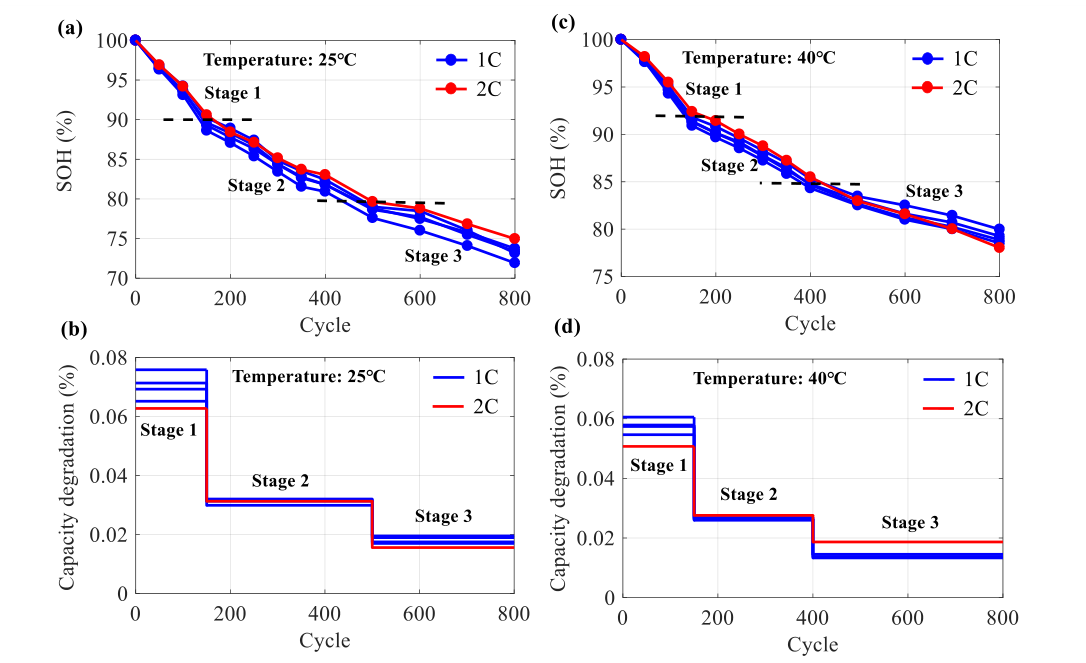 (a)
100
95
90
85
80
75
70
SOH (%)
Temperature: 25℃
1C
2C
Stage 1
Stage 2
Stage 3
0
200
400
600
800
Cycle
(c)
100
95
90
85
80
75
SOH (%)
Temperature: 40℃
1C
2C
Stage 1
Stage 2
Stage 3
0
200
400
600
800
Cycle
(b)
0.08
0.06
0.04
0.02
0
Capacity degradation (%)
Temperature: 25℃
1C
2C
Stage 1
Stage 2
Stage 3
0
200
400
600
800
Cycle
(d)
0.08
0.06
0.04
0.02
0
Capacity degradation (%)
Temperature: 40℃
1C
2C
Stage 1
Stage 2
Stage 3
0
200
400
600
800
Cycle